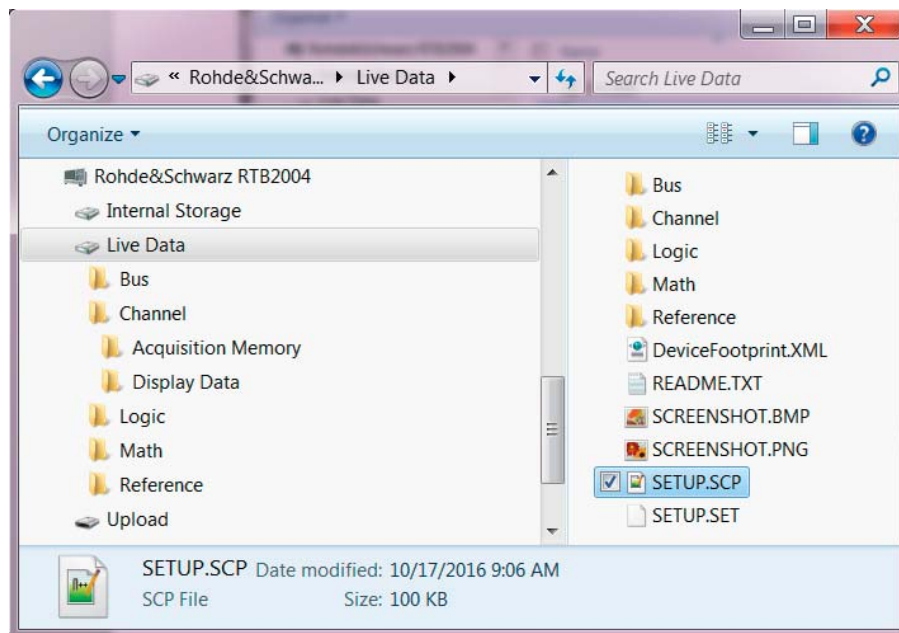 « Rohde&Schwa... Live Data
Search Live Data
Organize
Rohde&Schwarz RTB2004
Internal Storage
Live Data
Bus
Channel
Acquisition Memory
Display Data
Logic
Math
Reference
Upload
Bus
Channel
Logic
Math
Reference
DeviceFootprint.XML
README.TXT
SCREENSHOT.BMP
SCREENSHOT.PNG
SETUP.SCP
SETUP.SET
SETUP.SCP Date modified: 10/17/2016 9:06 AM
SCP File Size: 100 KB